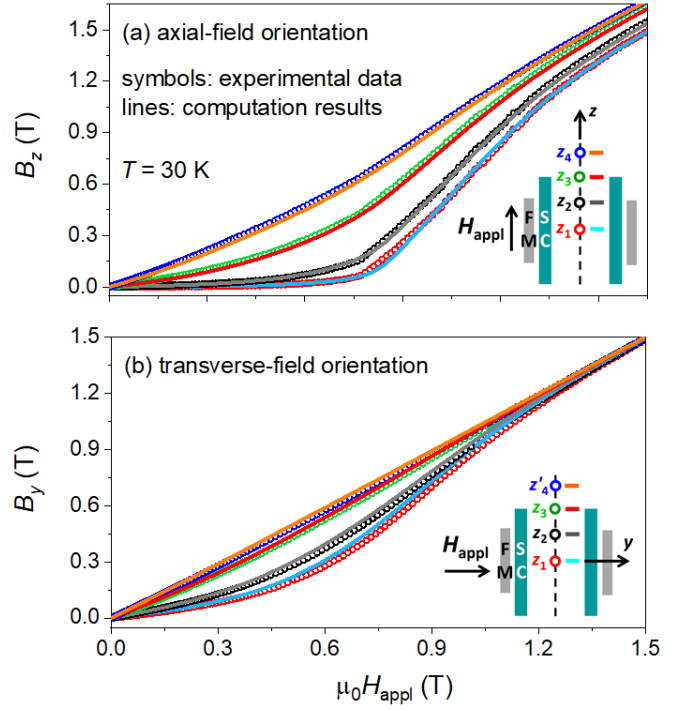 (a) axial-field orientation
symbols: experimental data
lines: computation results
T = 30 K
1.5
1.2
0.9
0.6
0.3
0.0
B_z (T)
z
z₄
z₃
z₂
z₁
H_appl
F S
M C
(b) transverse-field orientation
1.5
1.2
0.9
0.6
0.3
0.0
B_y (T)
z'₄
z₃
z₂
z₁
y
H_appl
F S
M C
0.0 0.3 0.6 0.9 1.2 1.5
μ₀H_appl (T)